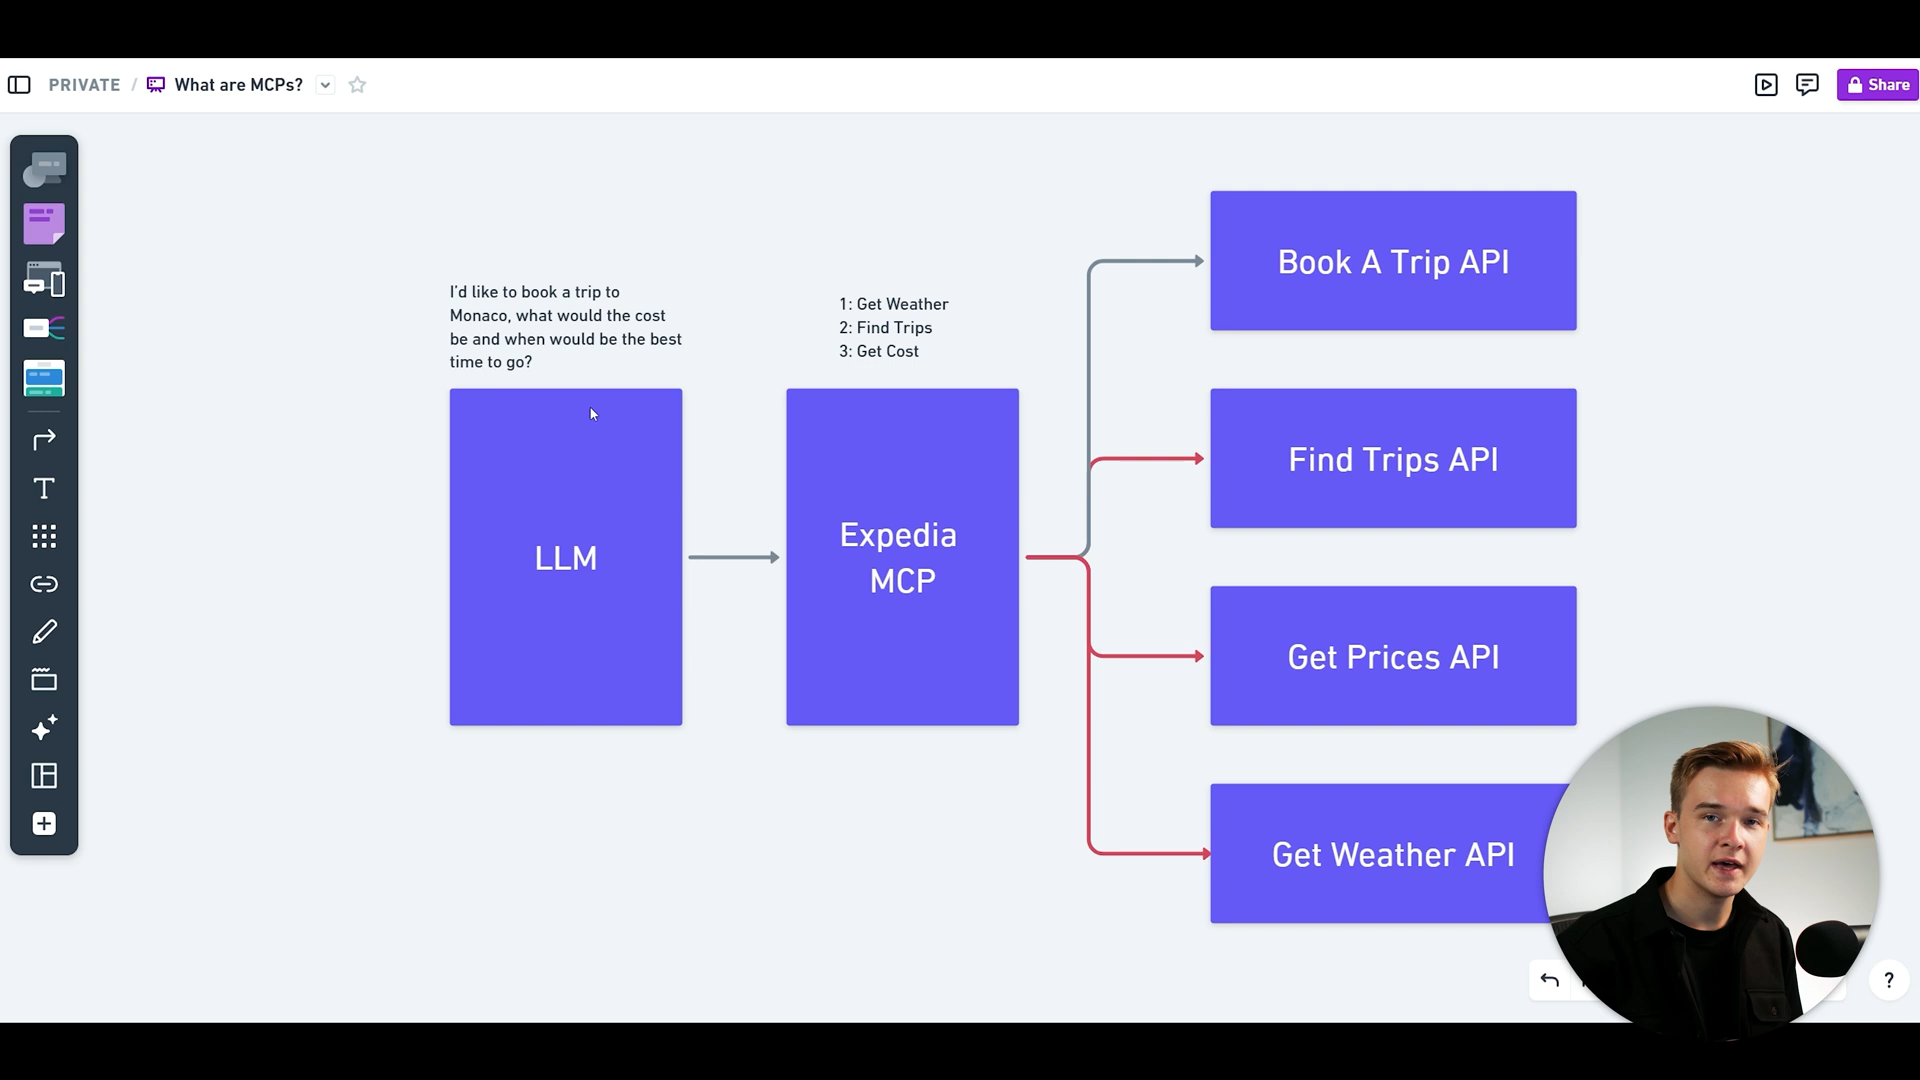 PRIVATE / What are MCPs?
Share
I'd like to book a trip to
Monaco, what would the cost
be and when would be the best
time to go?
1: Get Weather
2: Find Trips
3: Get Cost
LLM
Expedia
MCP
Book A Trip API
Find Trips API
Get Prices API
Get Weather API
?